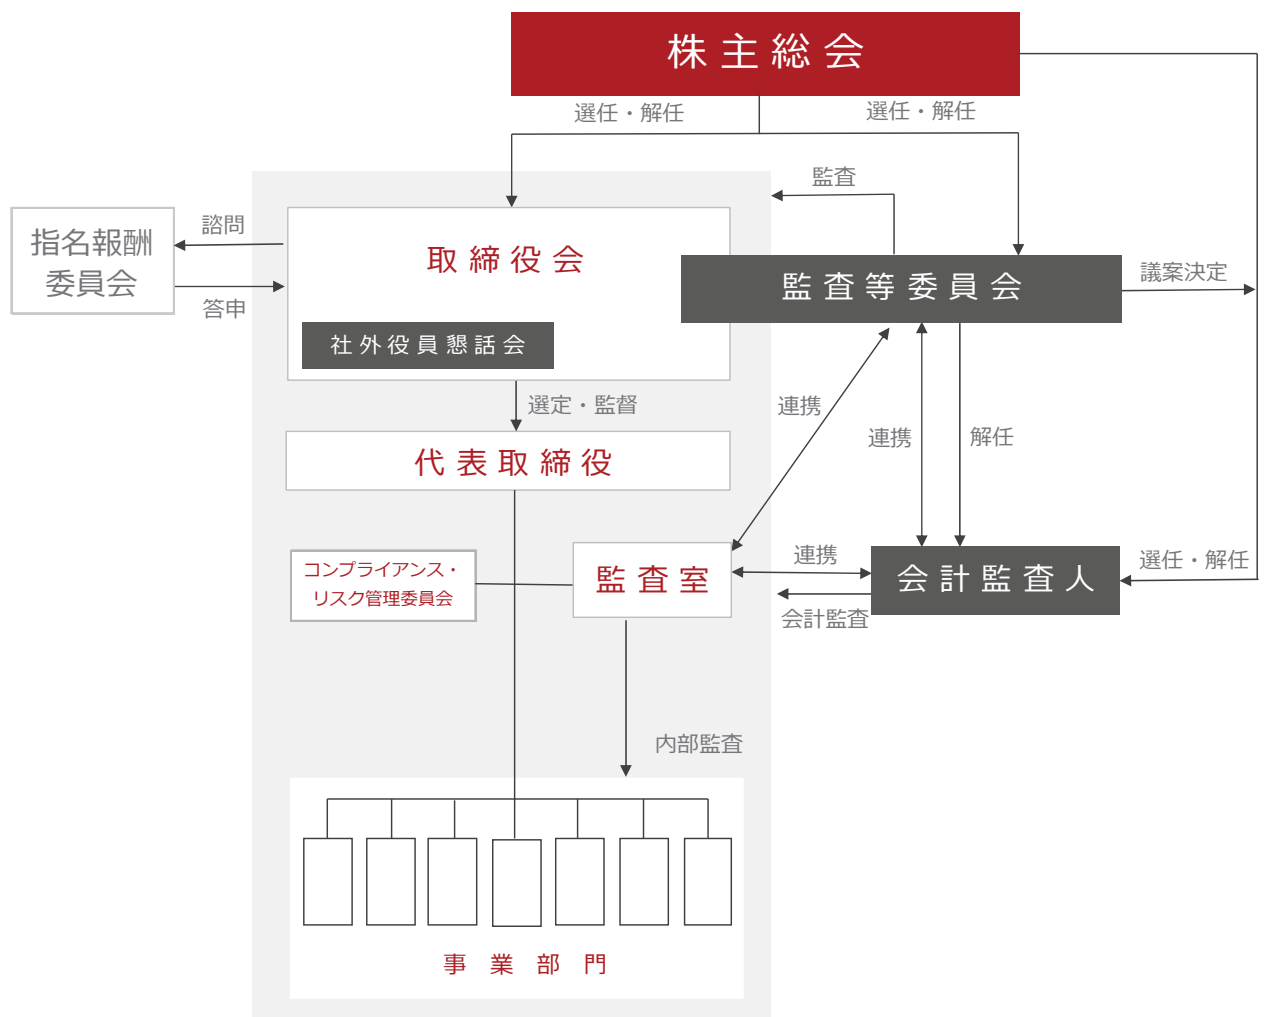 株主総会
選任・解任
選任・解任
監査
指名報酬
委員会
諮問
答申
取締役会
監査等委員会
議案決定
社外役員懇話会
選定・監督
連携
連携
解任
代表取締役
コンプライアンス・
リスク管理委員会
監査室
連携
会計監査人
選任・解任
会計監査
内部監査
事業部門